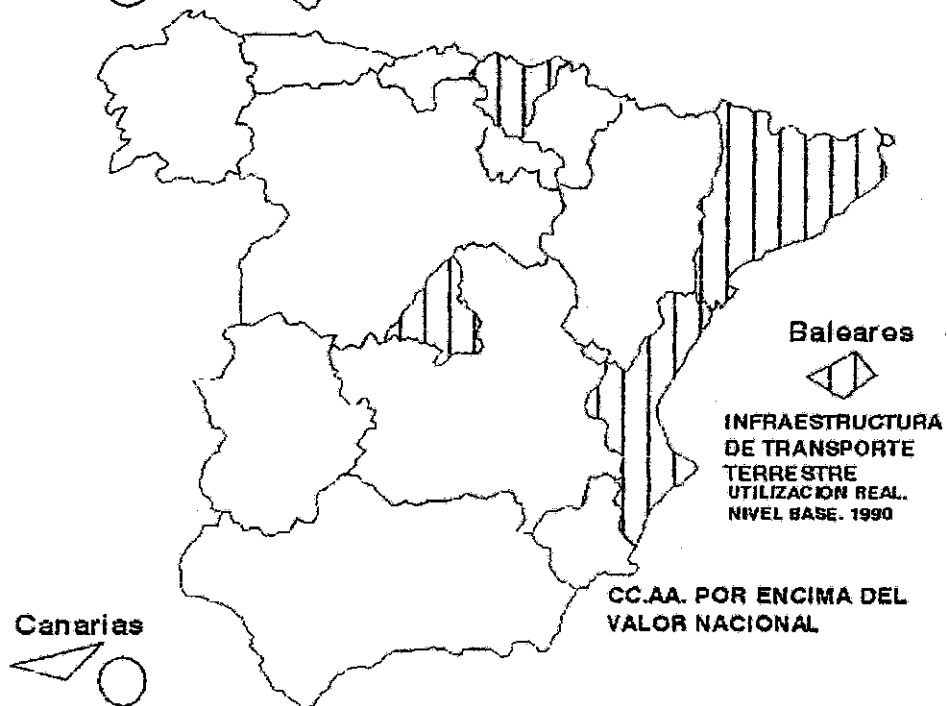 Baleares
INFRAESTRUCTURA
DE TRANSPORTE
TERRESTRE
UTILIZACION REAL.
NIVEL BASE. 1990
CC.AA. POR ENCIMA DEL
VALOR NACIONAL
Canarias